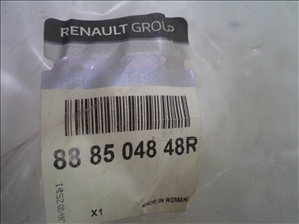 RENAULT GROUP
88 85 048 48R
X1
MADE IN ROMANIA